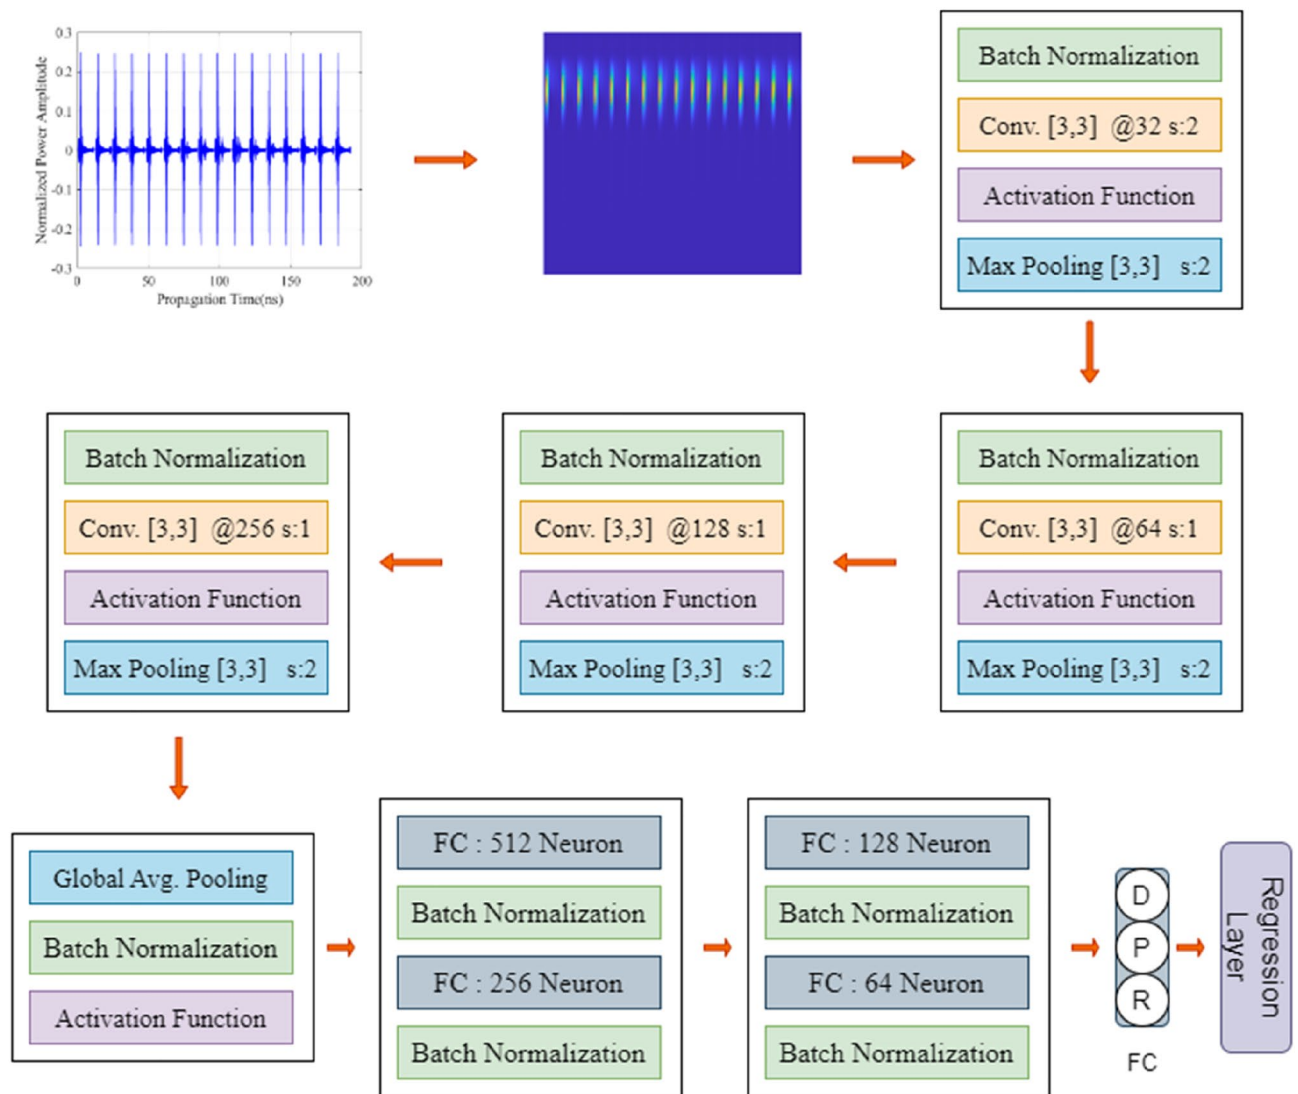 0.3
0.2
0.1
0
-0.1
-0.2
-0.3
Normalized Power Amplitude
0 50 100 150 200
Propagation Time(ns)
Batch Normalization
Conv. [3,3] @32 s:2
Activation Function
Max Pooling [3,3] s:2
Batch Normalization
Conv. [3,3] @64 s:1
Activation Function
Max Pooling [3,3] s:2
Batch Normalization
Conv. [3,3] @128 s:1
Activation Function
Max Pooling [3,3] s:2
Batch Normalization
Conv. [3,3] @256 s:1
Activation Function
Max Pooling [3,3] s:2
Global Avg. Pooling
Batch Normalization
Activation Function
FC : 512 Neuron
Batch Normalization
FC : 256 Neuron
Batch Normalization
FC : 128 Neuron
Batch Normalization
FC : 64 Neuron
Batch Normalization
D
P
R
FC
Regression
Layer